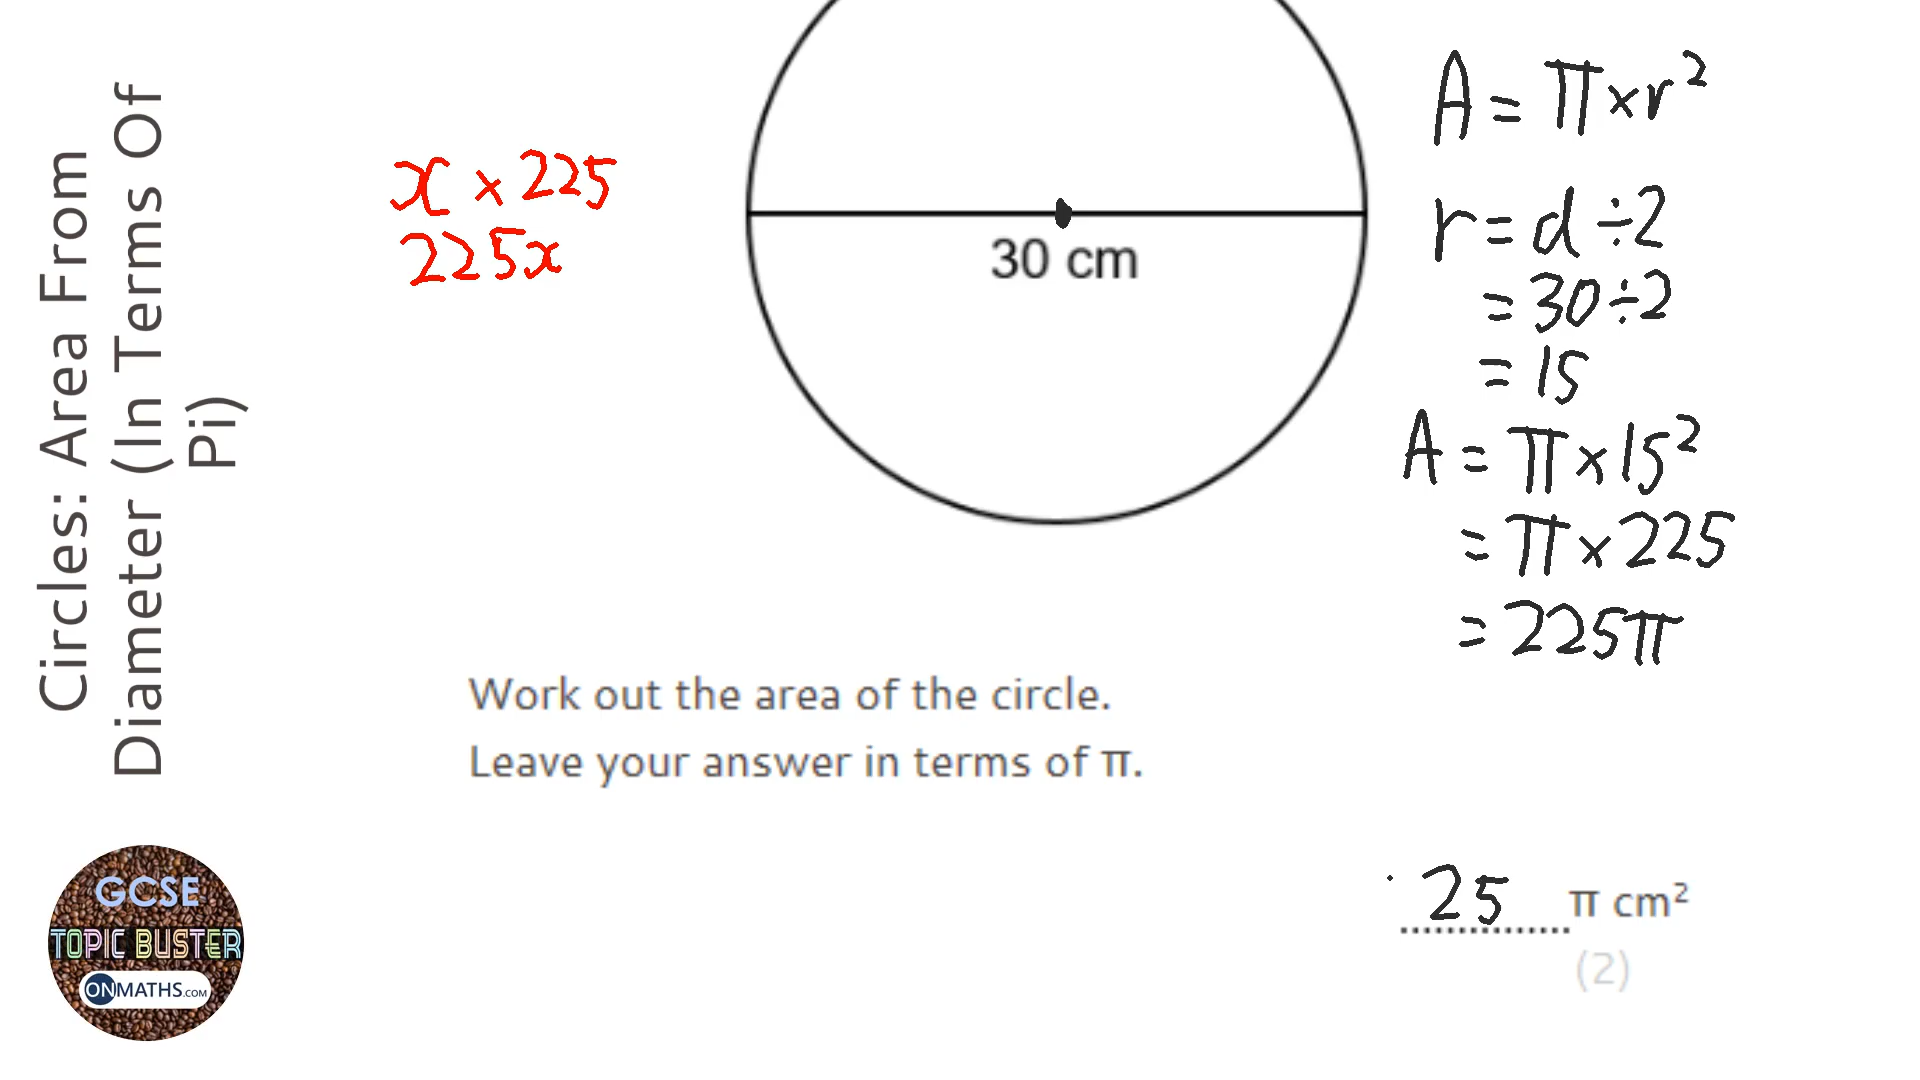 Circles: Area From
Diameter (In Terms Of
Pi)
x × 225
225x
30 cm
A = π × r²
r = d ÷ 2
= 30 ÷ 2
= 15
A = π × 15²
= π × 225
= 225π
Work out the area of the circle.
Leave your answer in terms of π.
25 π cm²
(2)
GCSE
TOPIC BUSTER
ONMATHS.COM